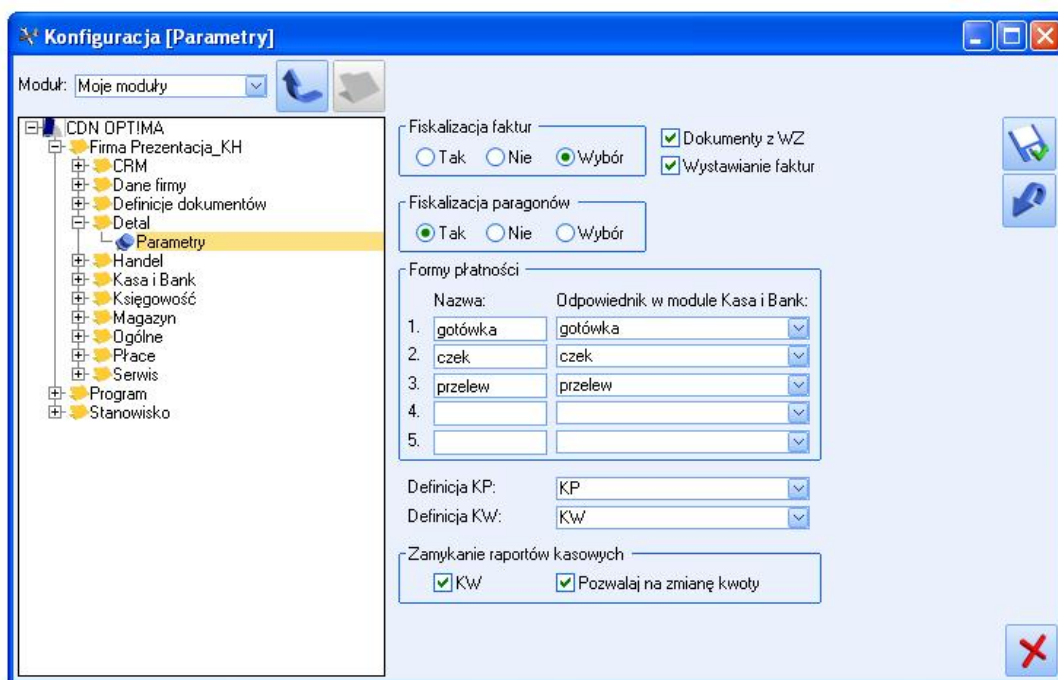 Konfiguracja [Parametry]
Moduł: Moje moduły
CDN OPT!MA
Firma Prezentacja_KH
CRM
Dane firmy
Definicje dokumentów
Detal
Parametry
Handel
Kasa i Bank
Księgowość
Magazyn
Ogólne
Płace
Serwis
Program
Stanowisko
Fiskalizacja faktur
Tak Nie Wybór
Dokumenty z WZ
Wystawianie faktur
Fiskalizacja paragonów
Tak Nie Wybór
Formy płatności
Nazwa: Odpowiednik w module Kasa i Bank:
1. gotówka gotówka
2. czek czek
3. przelew przelew
4.
5.
Definicja KP: KP
Definicja KW: KW
Zamykanie raportów kasowych
KW Pozwalaj na zmianę kwoty